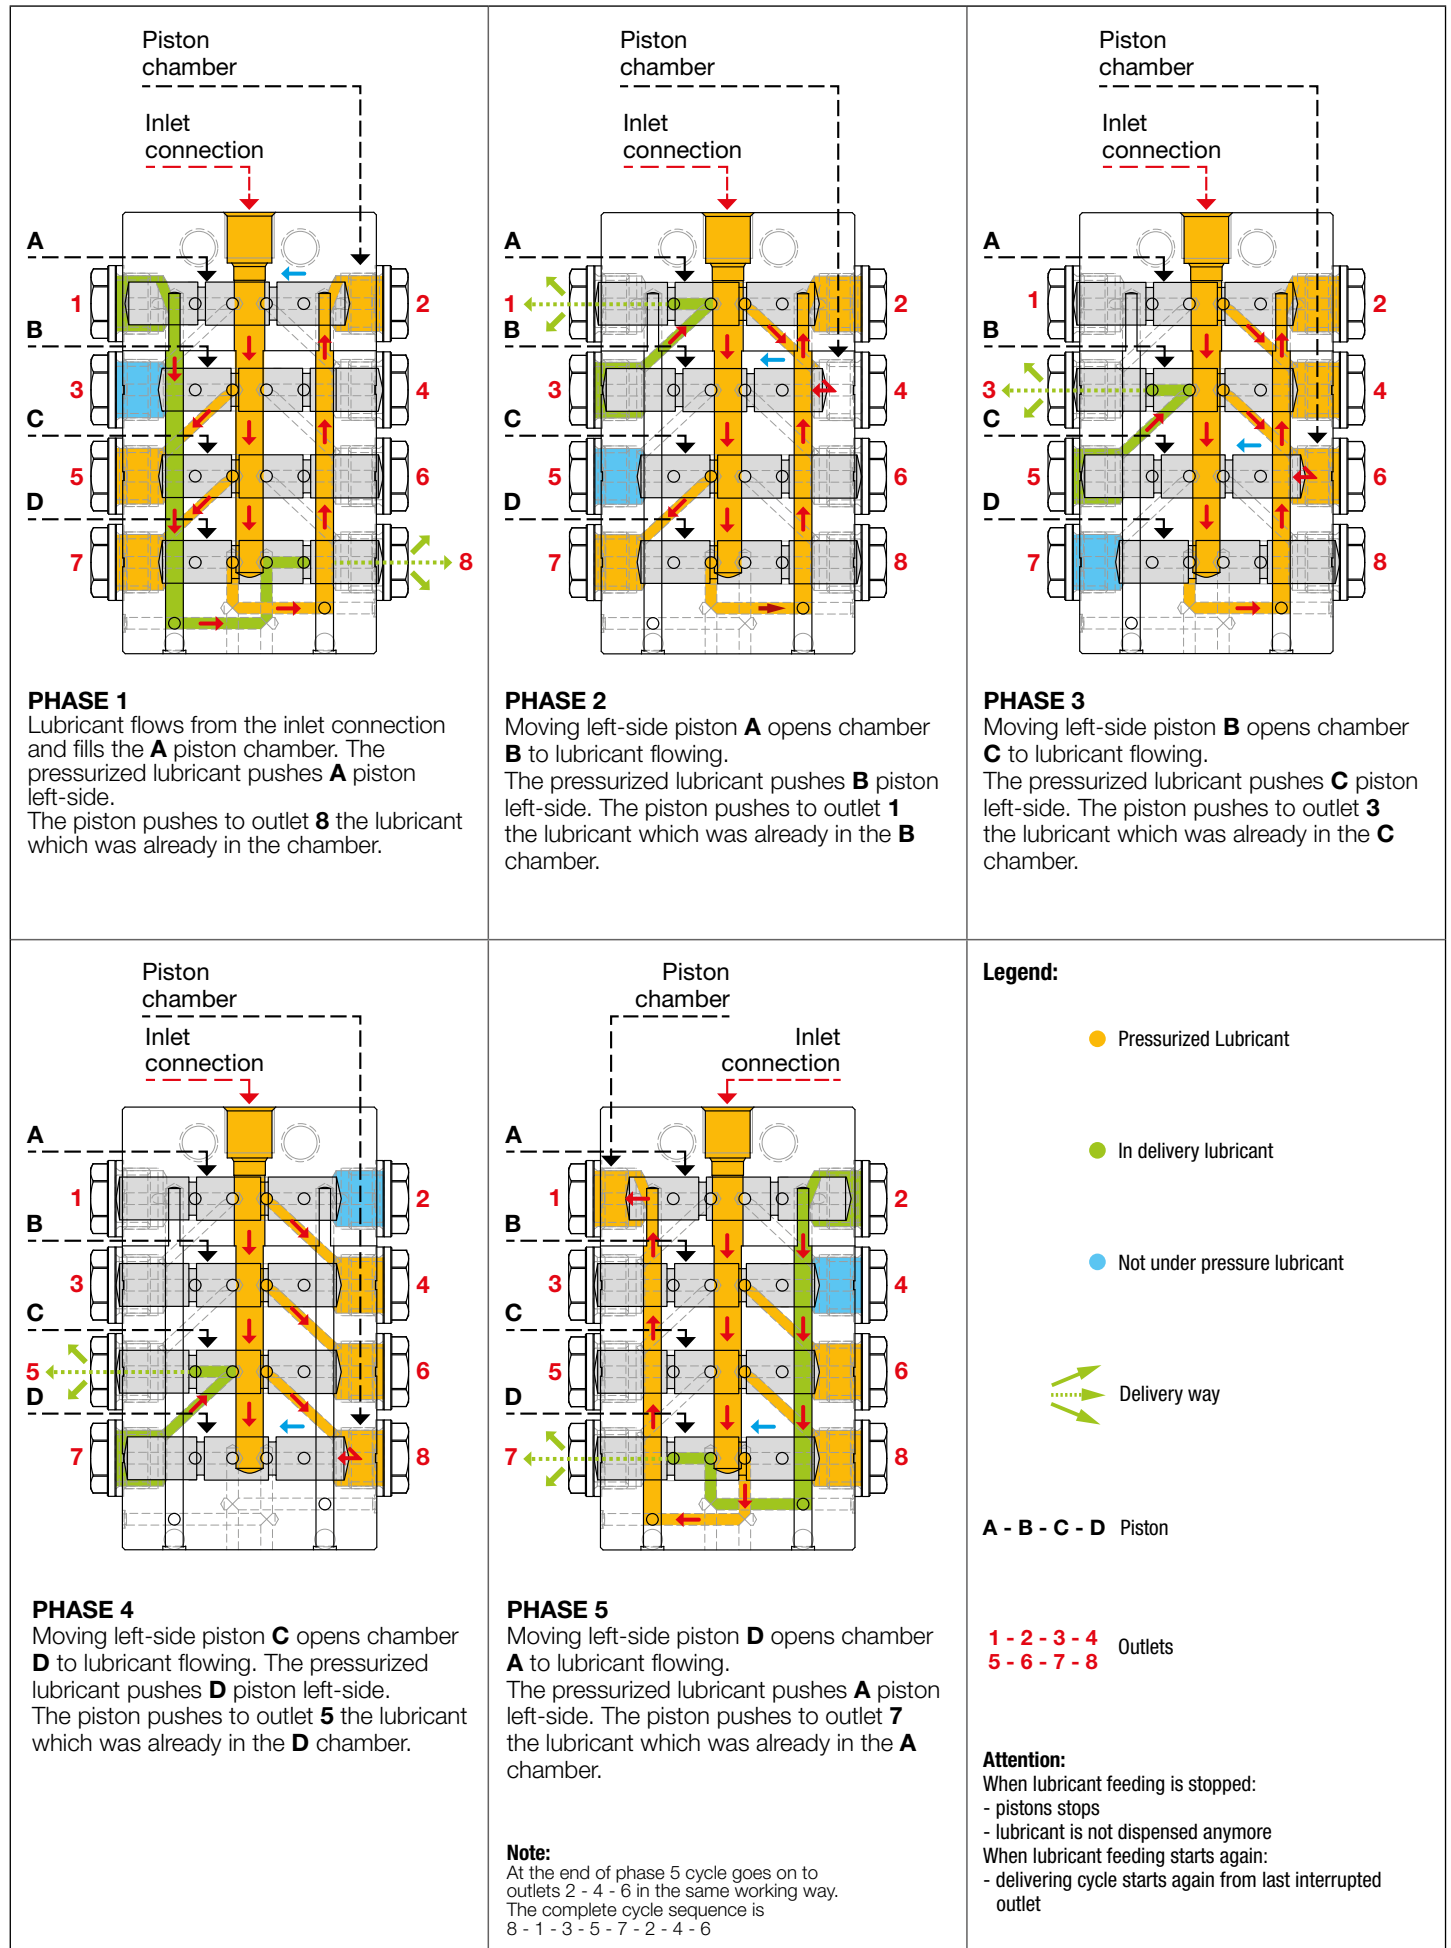 Piston
chamber
Inlet
connection
A
1
2
B
3
4
C
5
6
D
7
8
PHASE 1
Lubricant flows from the inlet connection
and fills the A piston chamber. The
pressurized lubricant pushes A piston
left-side.
The piston pushes to outlet 8 the lubricant
which was already in the chamber.
Piston
chamber
Inlet
connection
A
1
2
B
3
4
C
5
6
D
7
8
PHASE 2
Moving left-side piston A opens chamber
B to lubricant flowing.
The pressurized lubricant pushes B piston
left-side. The piston pushes to outlet 1
the lubricant which was already in the B
chamber.
Piston
chamber
Inlet
connection
A
1
2
B
3
4
C
5
6
D
7
8
PHASE 3
Moving left-side piston B opens chamber
C to lubricant flowing.
The pressurized lubricant pushes C piston
left-side. The piston pushes to outlet 3
the lubricant which was already in the C
chamber.
Piston
chamber
Inlet
connection
A
1
2
B
3
4
C
5
6
D
7
8
PHASE 4
Moving left-side piston C opens chamber
D to lubricant flowing. The pressurized
lubricant pushes D piston left-side.
The piston pushes to outlet 5 the lubricant
which was already in the D chamber.
Piston
chamber
Inlet
connection
A
1
2
B
3
4
C
5
6
D
7
8
PHASE 5
Moving left-side piston D opens chamber
A to lubricant flowing.
The pressurized lubricant pushes A piston
left-side. The piston pushes to outlet 7
the lubricant which was already in the A
chamber.
Note:
At the end of phase 5 cycle goes on to
outlets 2 - 4 - 6 in the same working way.
The complete cycle sequence is
8 - 1 - 3 - 5 - 7 - 2 - 4 - 6
Legend:
Pressurized Lubricant
In delivery lubricant
Not under pressure lubricant
Delivery way
A - B - C - D Piston
1 - 2 - 3 - 4
5 - 6 - 7 - 8
Outlets
Attention:
When lubricant feeding is stopped:
- pistons stops
- lubricant is not dispensed anymore
When lubricant feeding starts again:
- delivering cycle starts again from last interrupted
outlet